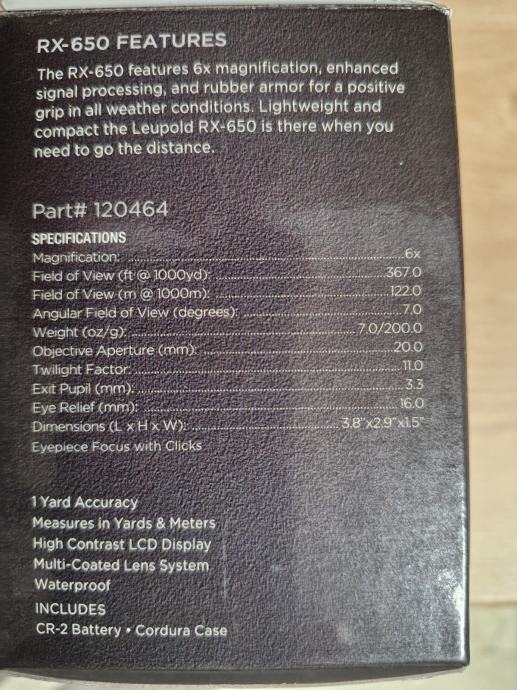 RX-650 FEATURES
The RX-650 features 6x magnification, enhanced
signal processing, and rubber armor for a positive
grip in all weather conditions. Lightweight and
compact the Leupold RX-650 is there when you
need to go the distance.
Part# 120464
SPECIFICATIONS
Magnification: 6x
Field of View (ft @ 1000yd): 367.0
Field of View (m @ 1000m): 122.0
Angular Field of View (degrees): 7.0
Weight (oz/g): 7.0/200.0
Objective Aperture (mm): 20.0
Twilight Factor: 11.0
Exit Pupil (mm): 3.3
Eye Relief (mm): 16.0
Dimensions (L x H x W): 3.8"x2.9"x1.5"
Eyepiece Focus with Clicks
1 Yard Accuracy
Measures in Yards & Meters
High Contrast LCD Display
Multi-Coated Lens System
Waterproof
INCLUDES
CR-2 Battery • Cordura Case